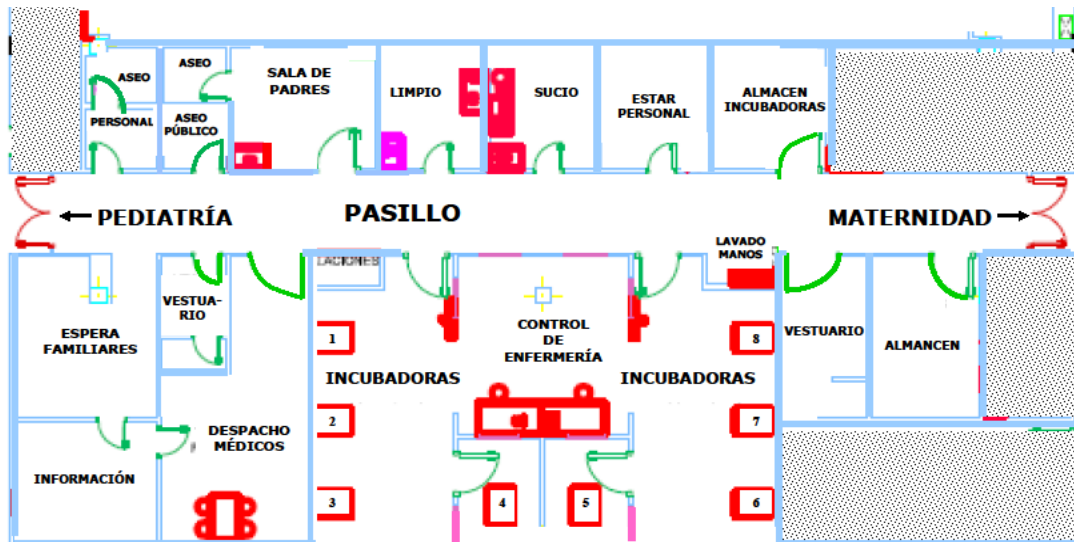 ASEO
ASEO
SALA DE
PADRES
LIMPIO
SUCIO
ESTAR
PERSONAL
ALMACEN
INCUBADORAS
PERSONAL
ASEO
PÚBLICO
PEDIATRÍA
PASILLO
MATERNIDAD
LAVADO
MANOS
LACIONES
VESTUA-
RIO
ESPERA
FAMILIARES
1
CONTROL
DE
ENFERMERÍA
8
VESTUARIO
ALMANCEN
INCUBADORAS
INCUBADORAS
2
7
DESPACHO
MÉDICOS
INFORMACIÓN
3
4
5
6